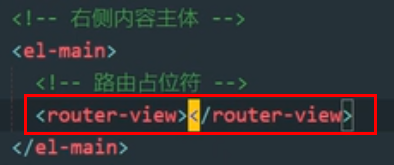 <!-- 右侧内容主体 -->
<el-main>
<!-- 路由占位符 -->
<router-view></router-view>
</el-main>